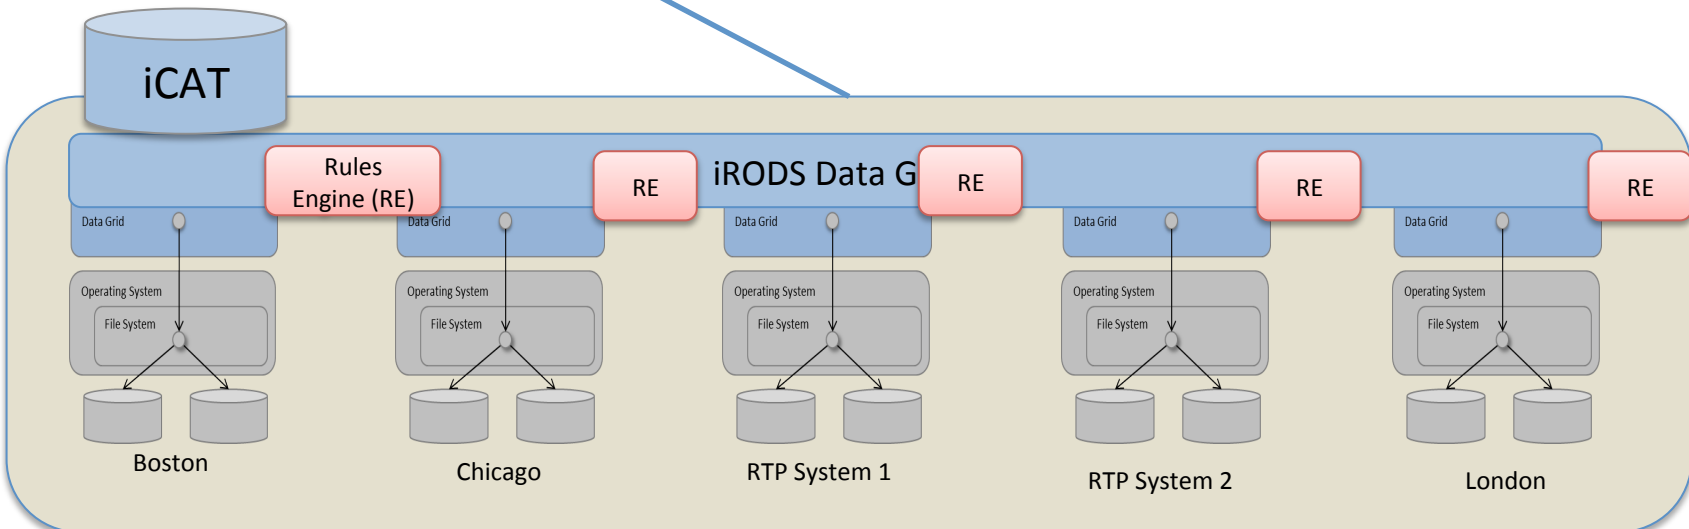 iCAT
Rules
Engine (RE)
RE
iRODS Data G
RE
RE
RE
Data Grid
Data Grid
Data Grid
Data Grid
Data Grid
Operating System
Operating System
Operating System
Operating System
Operating System
File System
File System
File System
File System
File System
Boston
Chicago
RTP System 1
RTP System 2
London